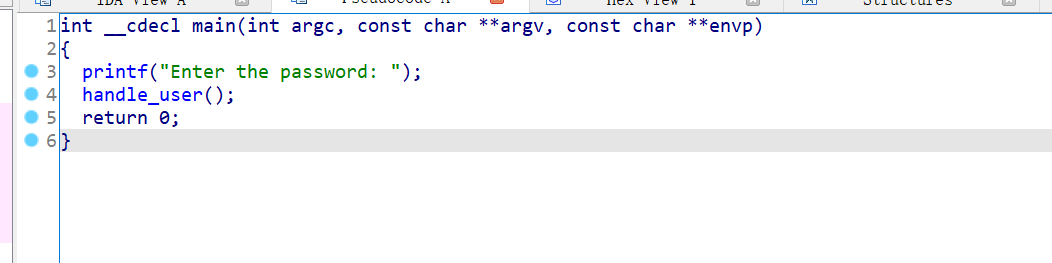 IDA View-A Pseudocode-A Hex View-1 Structures
1 int __cdecl main(int argc, const char **argv, const char **envp)
2 {
3   printf("Enter the password: ");
4   handle_user();
5   return 0;
6 }